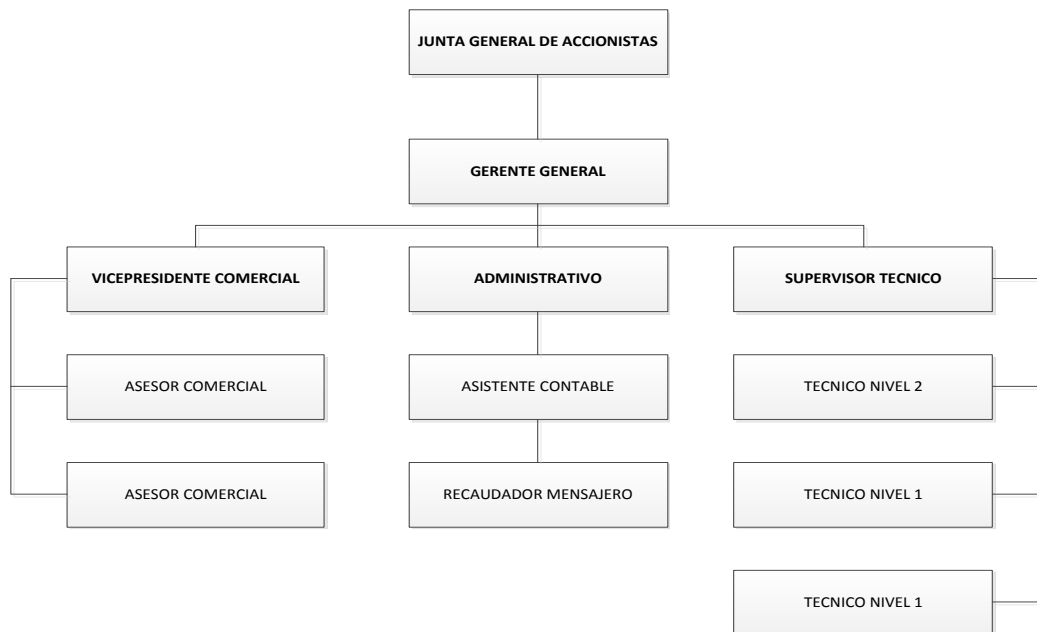 JUNTA GENERAL DE ACCIONISTAS
GERENTE GENERAL
VICEPRESIDENTE COMERCIAL
ADMINISTRATIVO
SUPERVISOR TECNICO
ASESOR COMERCIAL
ASISTENTE CONTABLE
TECNICO NIVEL 2
ASESOR COMERCIAL
RECAUDADOR MENSAJERO
TECNICO NIVEL 1
TECNICO NIVEL 1